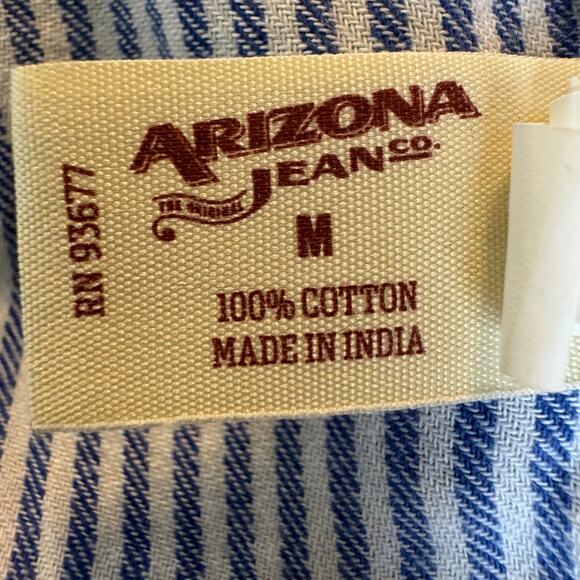 ARIZONA
JEAN CO.
THE ORIGINAL
M
100% COTTON
MADE IN INDIA
RN 93677